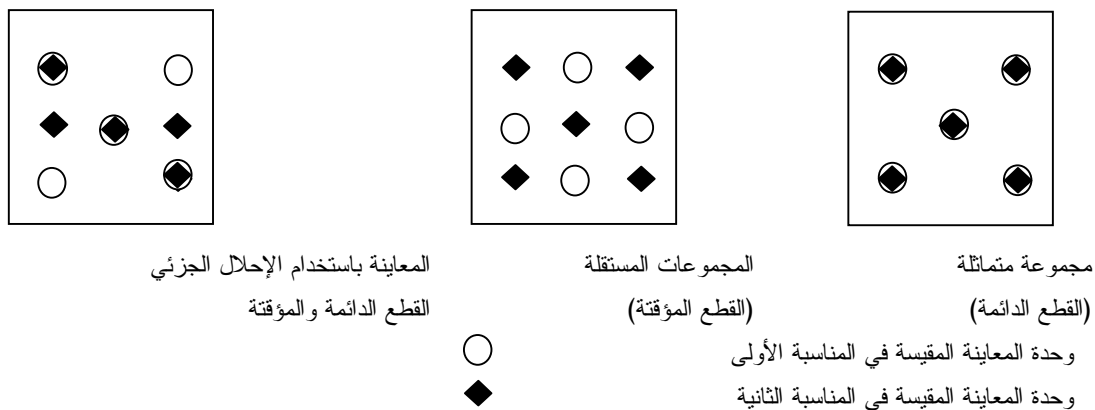 مجموعة متماثلة
(القطع الدائمة)
المجموعات المستقلة
(القطع المؤقتة)
المعاينة باستخدام الإحلال الجزئي
القطع الدائمة والمؤقتة
وحدة المعاينة المقيسة في المناسبة الأولى
وحدة المعاينة المقيسة في المناسبة الثانية